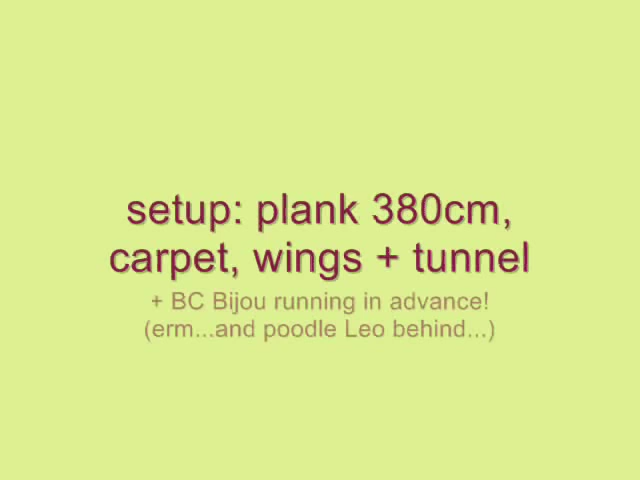 setup: plank 380cm,
carpet, wings + tunnel
+ BC Bijou running in advance!
(erm...and poodle Leo behind...)